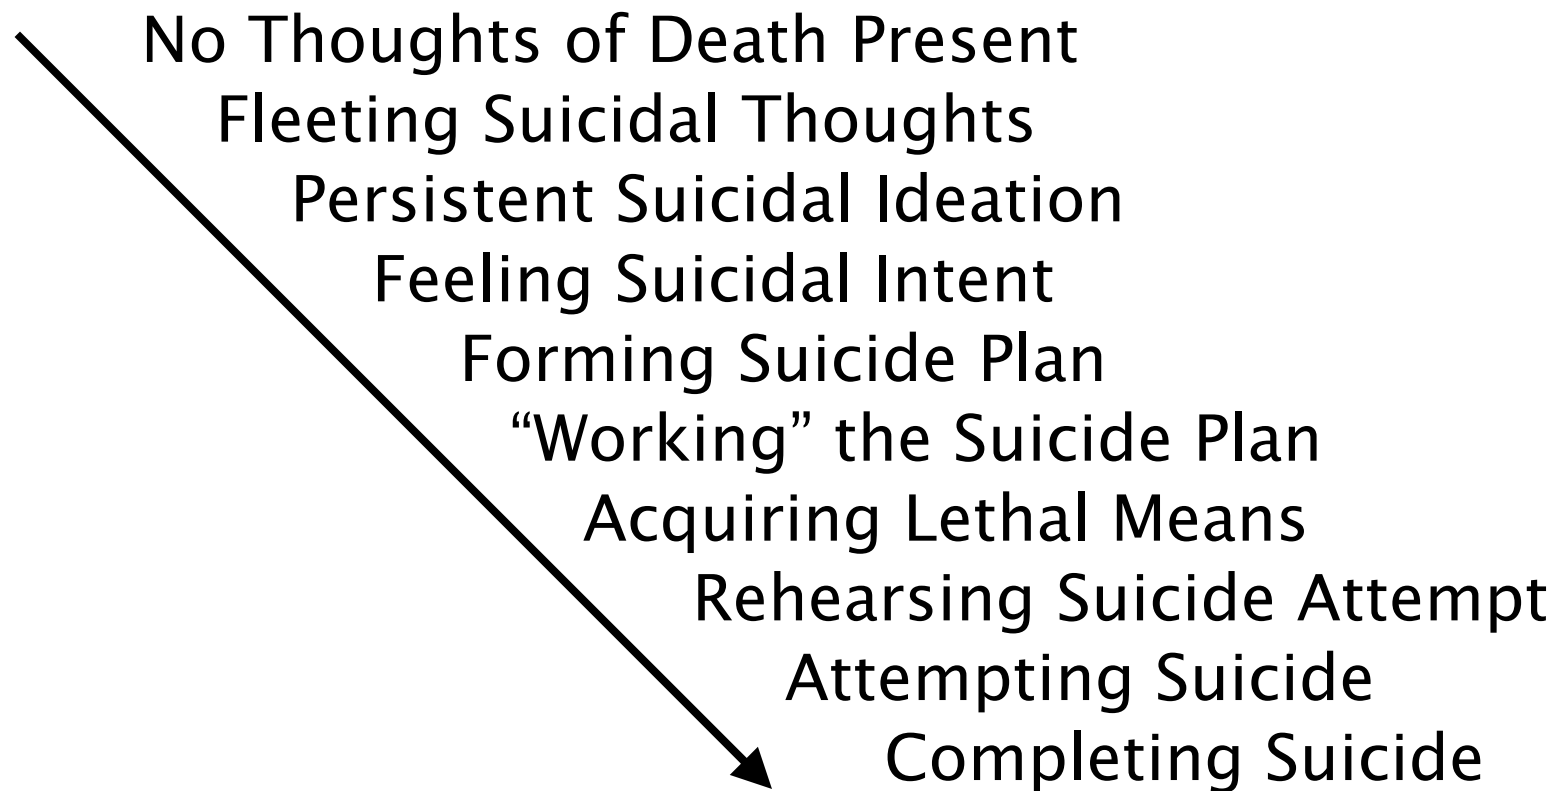 No Thoughts of Death Present
Fleeting Suicidal Thoughts
Persistent Suicidal Ideation
Feeling Suicidal Intent
Forming Suicide Plan
“Working” the Suicide Plan
Acquiring Lethal Means
Rehearsing Suicide Attempt
Attempting Suicide
Completing Suicide